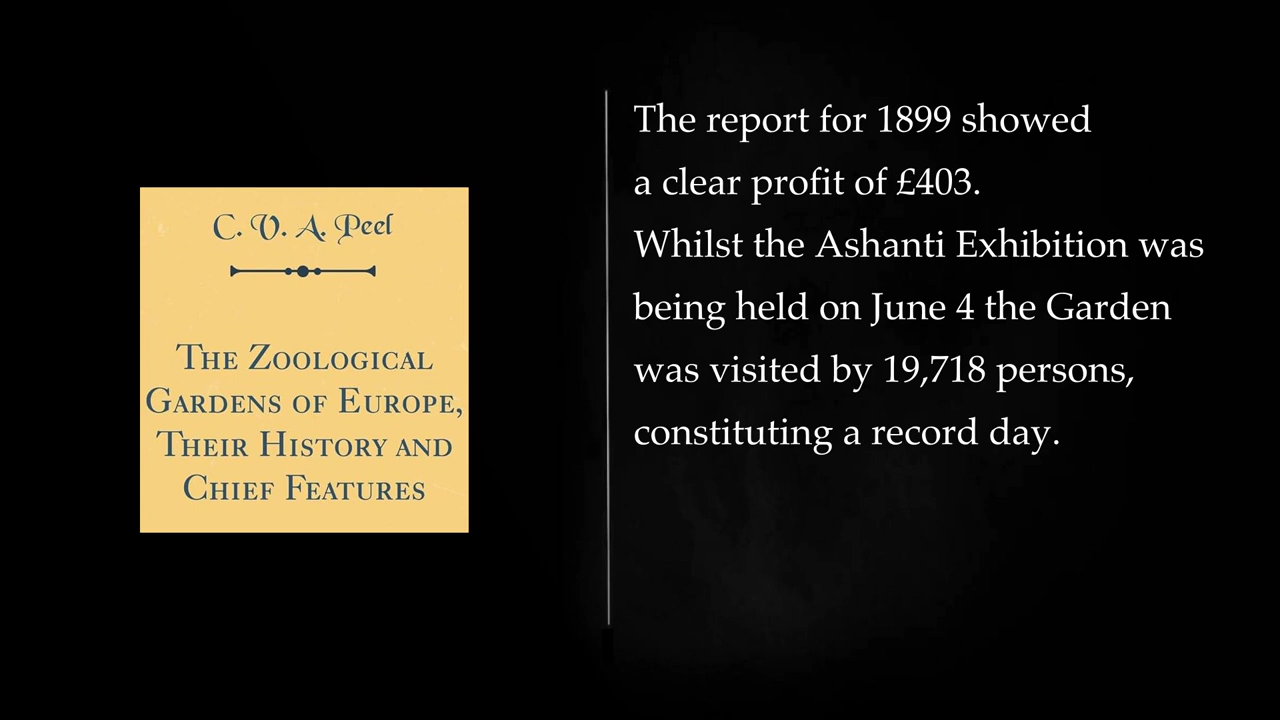 C. V. A. Peel
The Zoological
Gardens of Europe,
Their History and
Chief Features
The report for 1899 showed
a clear profit of £403.
Whilst the Ashanti Exhibition was
being held on June 4 the Garden
was visited by 19,718 persons,
constituting a record day.